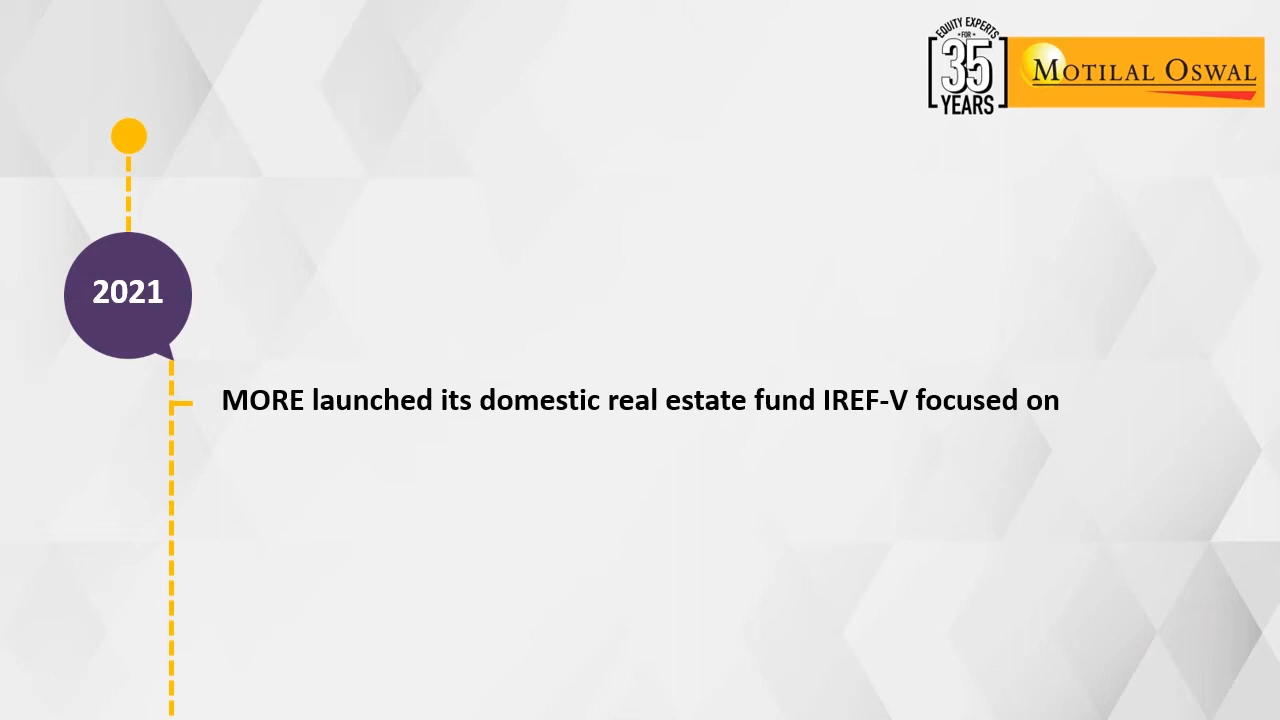 EQUITY EXPERTS
-FOR-
35
YEARS
MOTILAL OSWAL
2021
MORE launched its domestic real estate fund IREF-V focused on